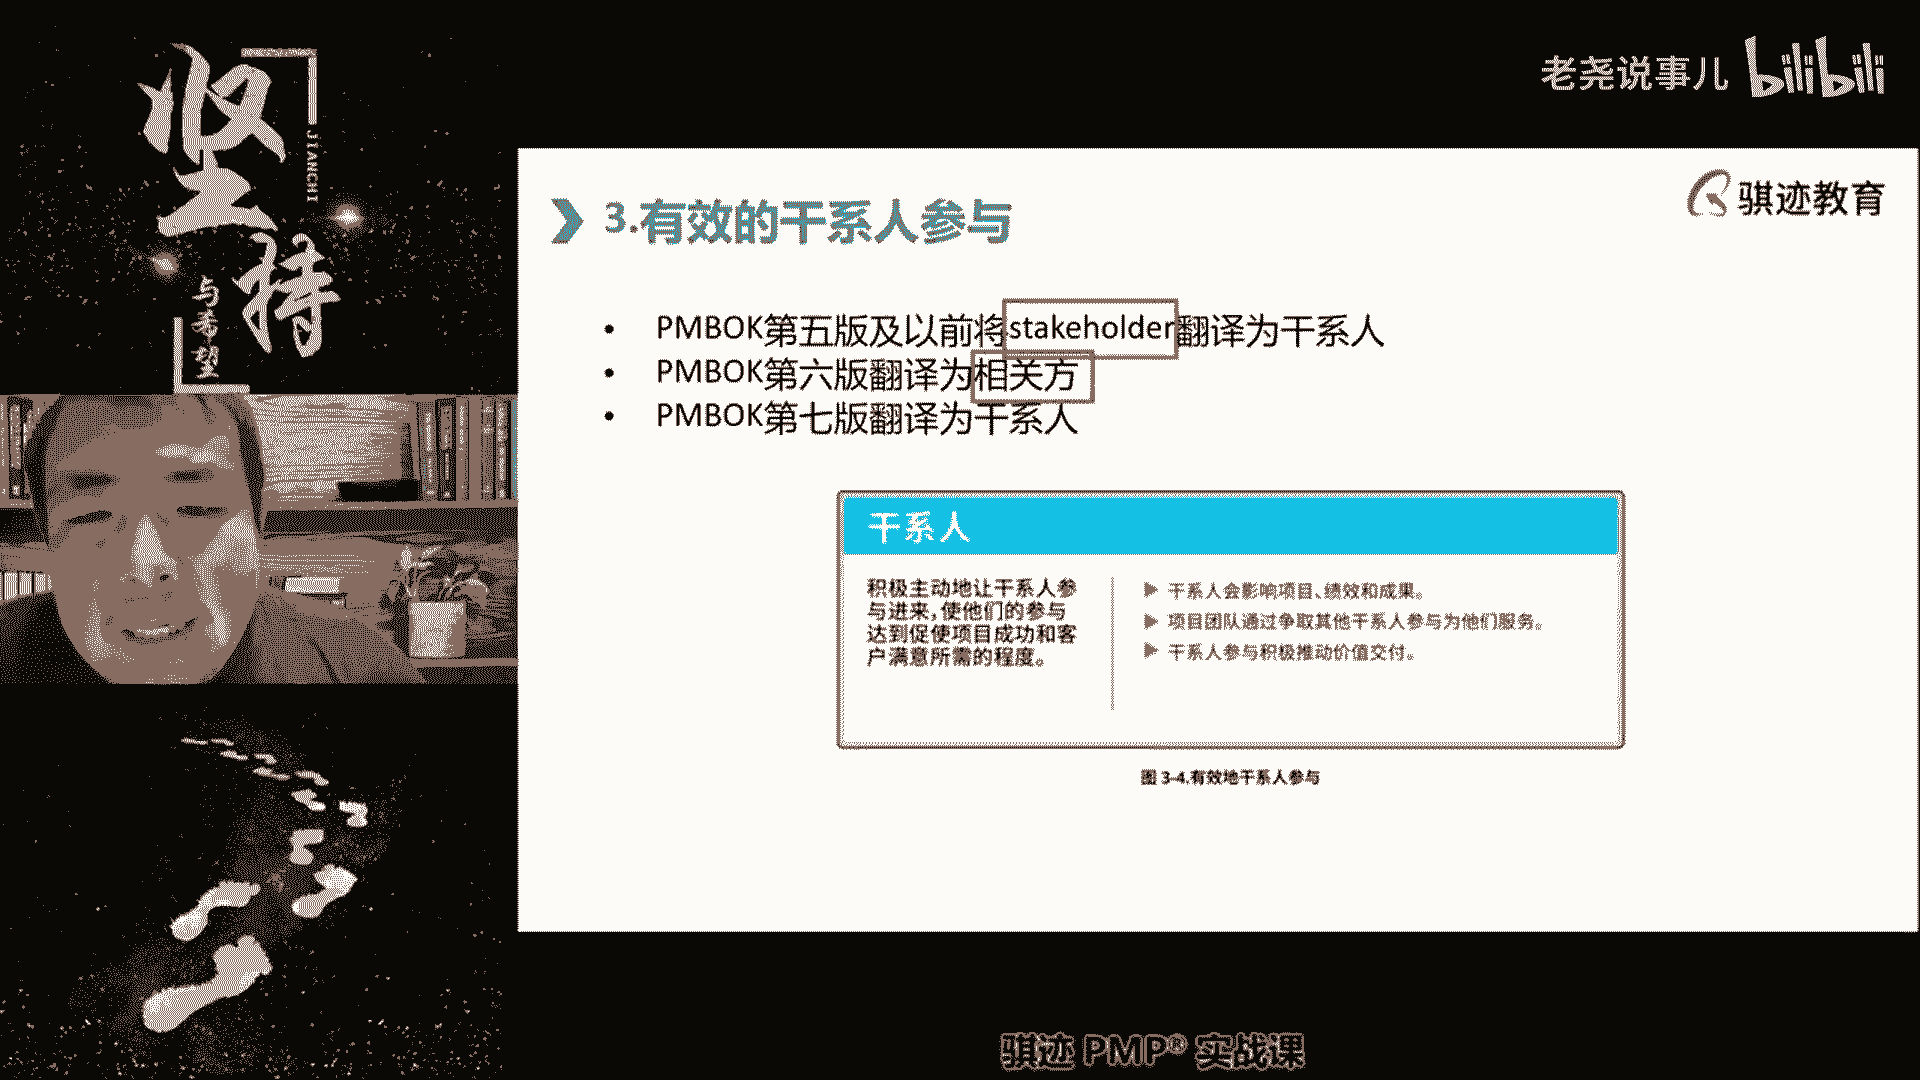 坚持
JIANCHI
与希望
老尧说事儿 bilibili
骐迹教育
3.有效的干系人参与
• PMBOK第五版及以前将stakeholder翻译为干系人
• PMBOK第六版翻译为相关方
• PMBOK第七版翻译为干系人
干系人
积极主动地让干系人参
与进来，使他们的参与
达到促使项目成功和客
户满意所需的程度。
▶ 干系人会影响项目、绩效和成果。
▶ 项目团队通过争取其他干系人参与为他们服务。
▶ 干系人参与积极推动价值交付。
图 3-4.有效地干系人参与
骐迹 PMP® 实战课